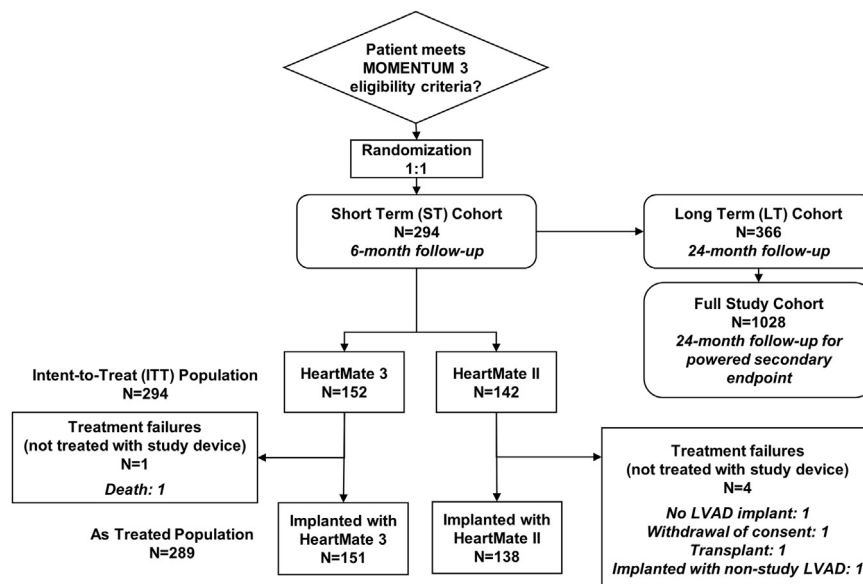 Patient meets
MOMENTUM 3
eligibility criteria?
Randomization
1:1
Short Term (ST) Cohort
N=294
6-month follow-up
Long Term (LT) Cohort
N=366
24-month follow-up
Full Study Cohort
N=1028
24-month follow-up for
powered secondary
endpoint
Intent-to-Treat (ITT) Population
N=294
HeartMate 3
N=152
HeartMate II
N=142
Treatment failures
(not treated with study device)
N=1
Death: 1
Treatment failures
(not treated with study device)
N=4
No LVAD implant: 1
Withdrawal of consent: 1
Transplant: 1
Implanted with non-study LVAD: 1
As Treated Population
N=289
Implanted with
HeartMate 3
N=151
Implanted with
HeartMate II
N=138